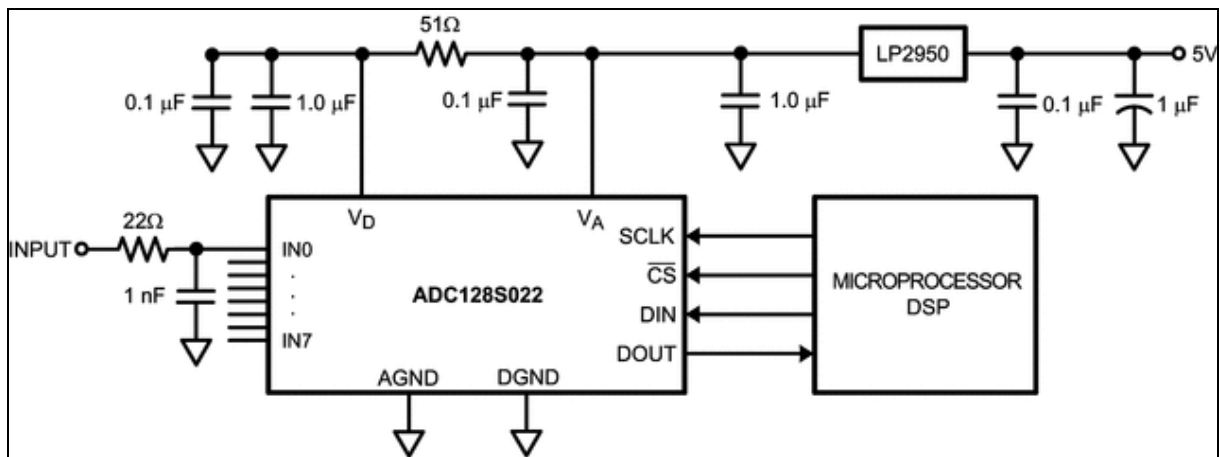 51Ω
LP2950
5V
0.1 µF
1.0 µF
0.1 µF
1.0 µF
0.1 µF
1 µF
22Ω
INPUT
1 nF
VD
VA
IN0
.
.
.
IN7
ADC128S022
SCLK
CS
DIN
DOUT
AGND
DGND
MICROPROCESSOR
DSP